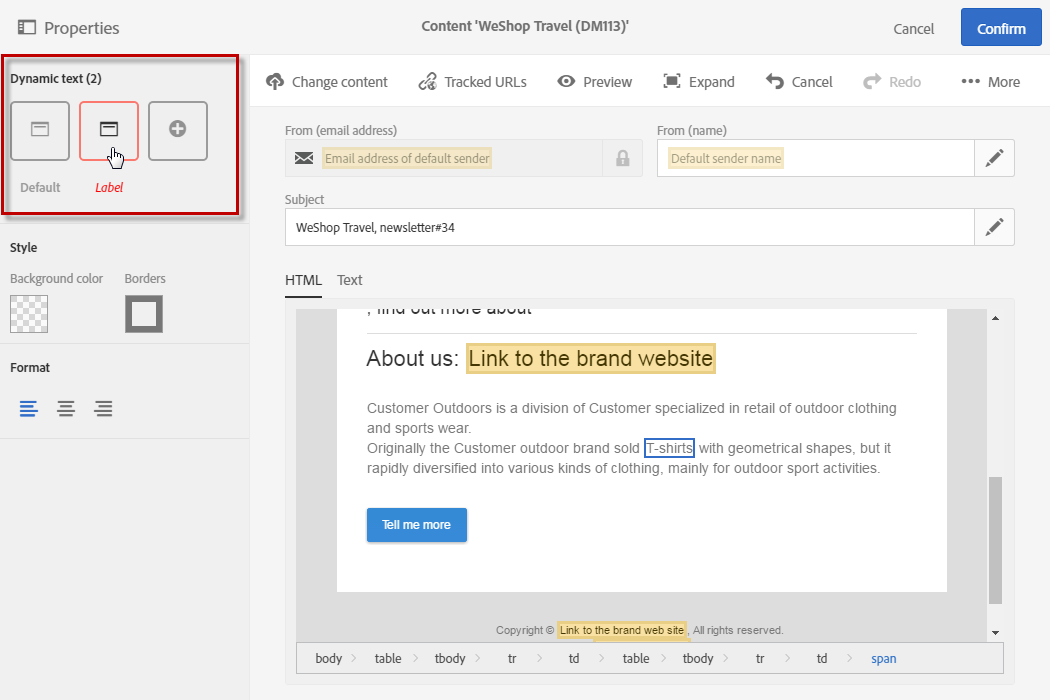 Properties
Content 'WeShop Travel (DM113)'
Cancel
Confirm
Dynamic text (2)
Default
Label
Style
Background color
Borders
Format
Change content
Tracked URLs
Preview
Expand
Cancel
Redo
More
From (email address)
Email address of default sender
From (name)
Default sender name
Subject
WeShop Travel, newsletter#34
HTML
Text
, find out more about
About us: Link to the brand website
Customer Outdoors is a division of Customer specialized in retail of outdoor clothing
and sports wear.
Originally the Customer outdoor brand sold T-shirts with geometrical shapes, but it
rapidly diversified into various kinds of clothing, mainly for outdoor sport activities.
Tell me more
Copyright © Link to the brand web site, All rights reserved.
body table tbody tr td table tbody tr td span